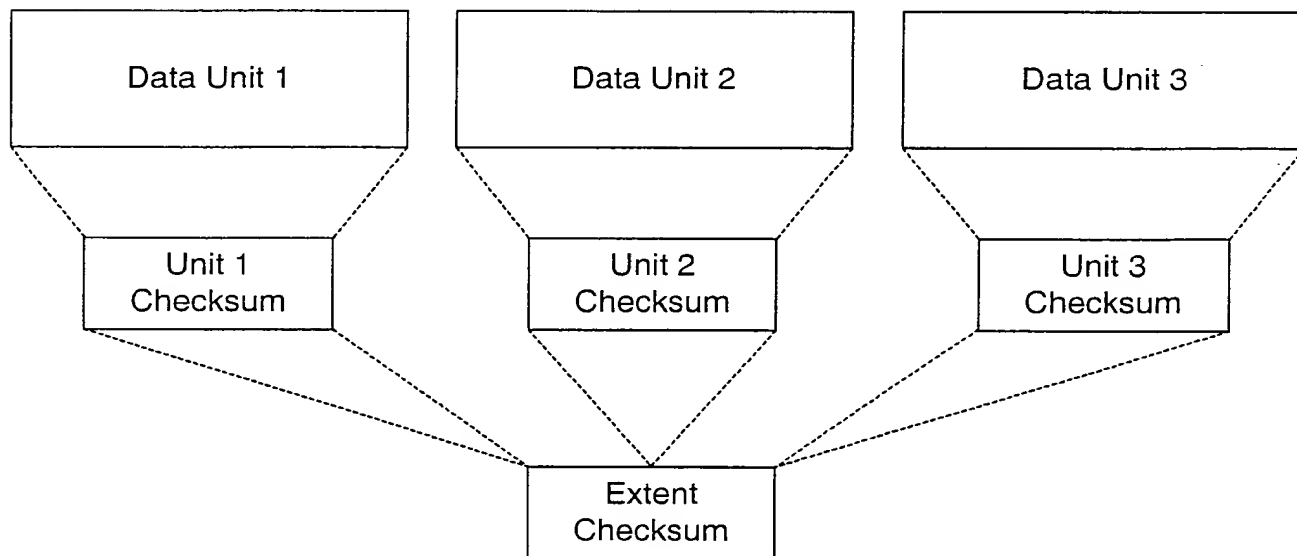 Data Unit 1
Data Unit 2
Data Unit 3
Unit 1
Checksum
Unit 2
Checksum
Unit 3
Checksum
Extent
Checksum